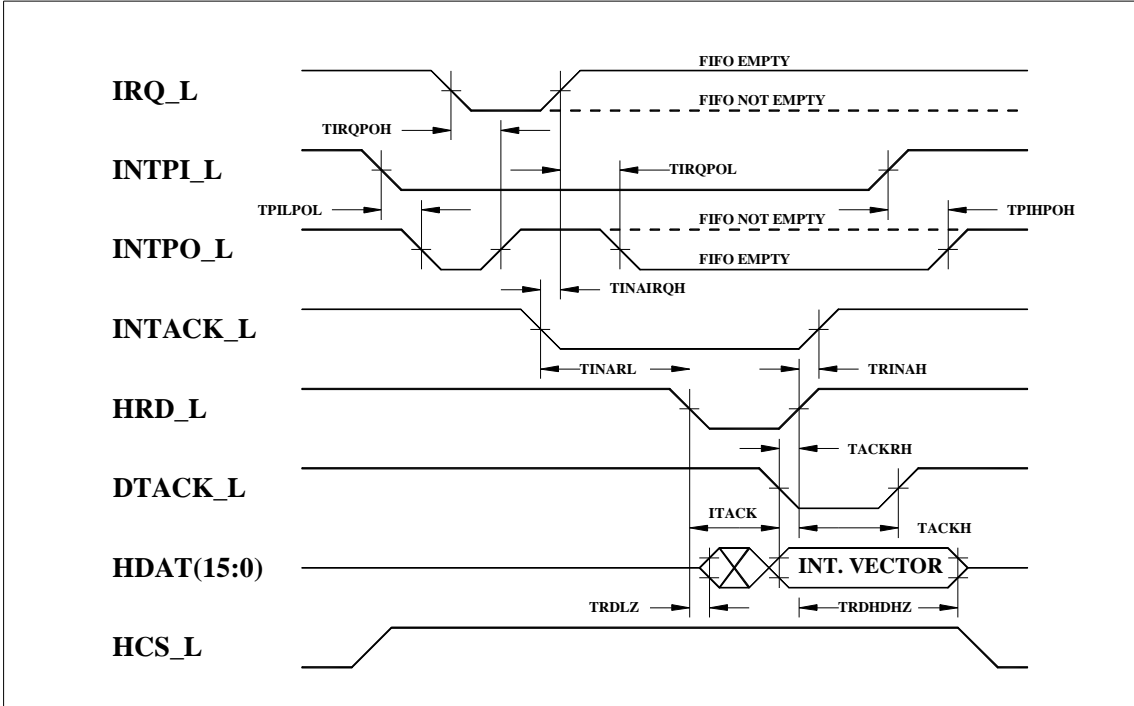 FIFO EMPTY
IRQ_L
FIFO NOT EMPTY
TIRQPOH
INTPI_L
TIRQPOL
TPILPOL
FIFO NOT EMPTY
TPIHPOH
INTPO_L
FIFO EMPTY
TINAIRQH
INTACK_L
TINARL
TRINAH
HRD_L
TACKRH
DTACK_L
ITACK
TACKH
HDAT(15:0)
INT. VECTOR
TRDLZ
TRDHDHZ
HCS_L